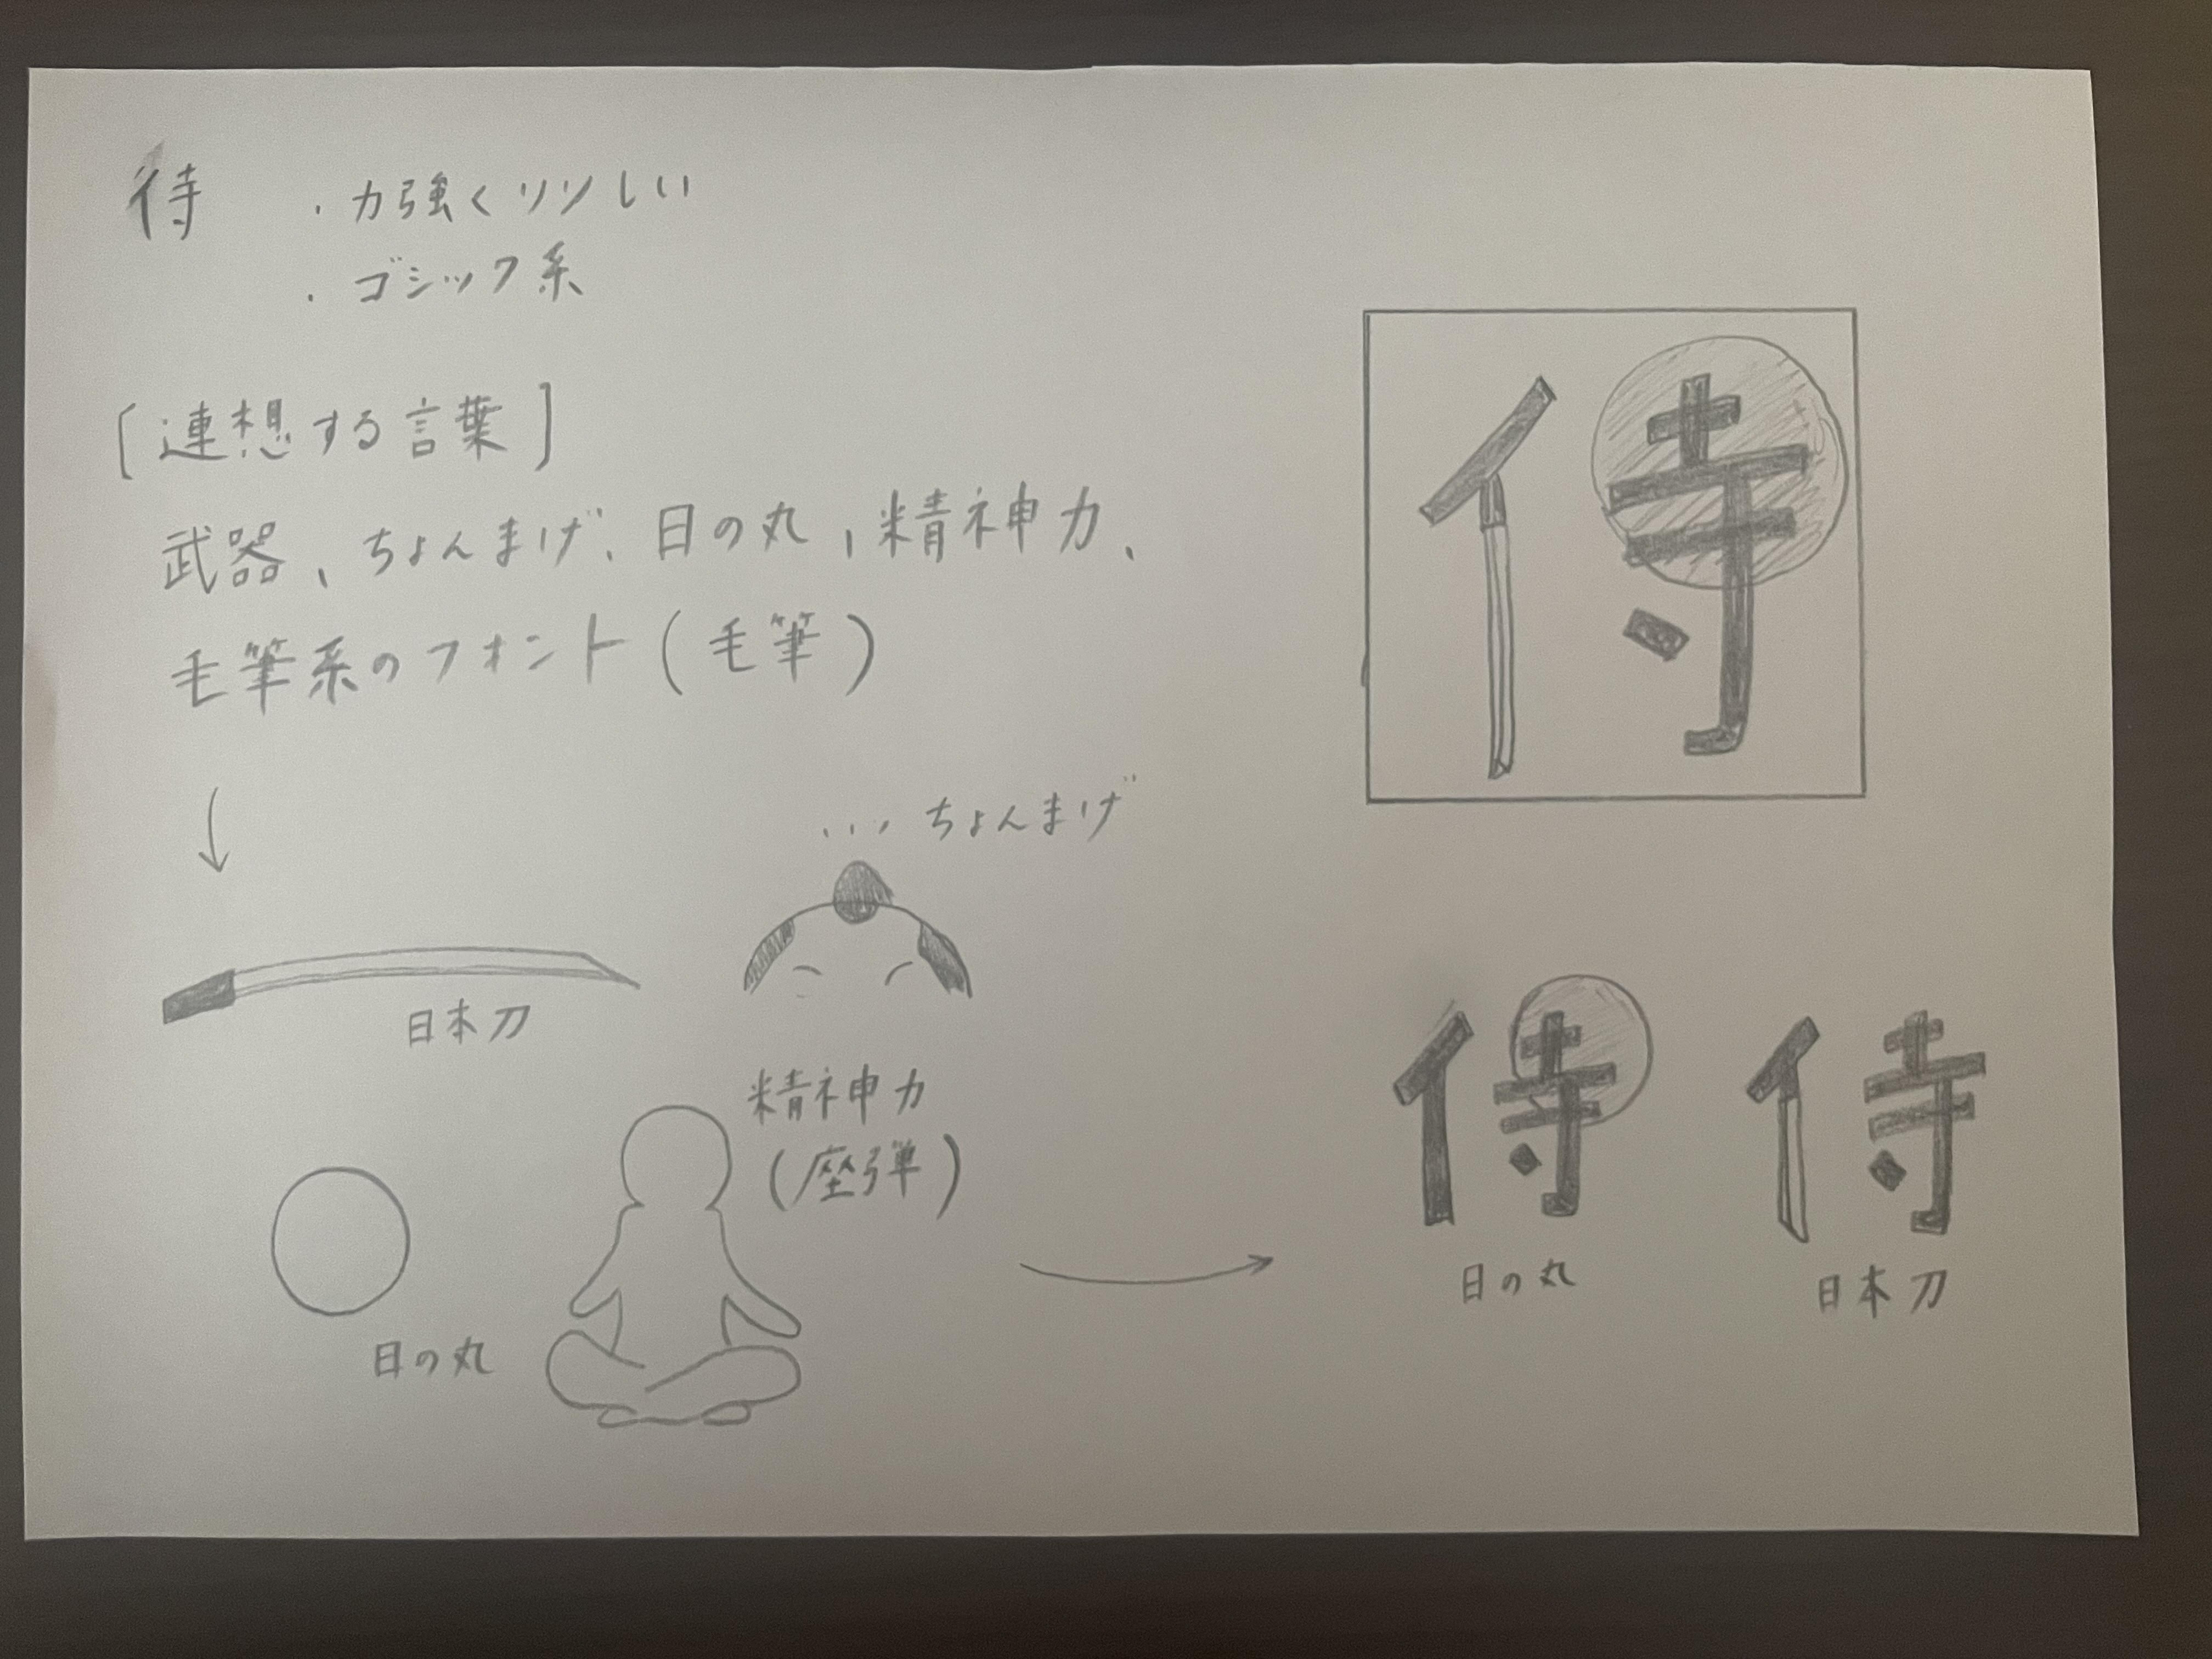 侍
・力強くリリしい
・ゴシック系
[連想する言葉]
武器、ちょんまげ、日の丸、精神力、
毛筆系のフォント(毛筆)
・・・ちょんまげ
日本刀
精神力
(座弾)
日の丸
侍
侍
日の丸
侍
日本刀